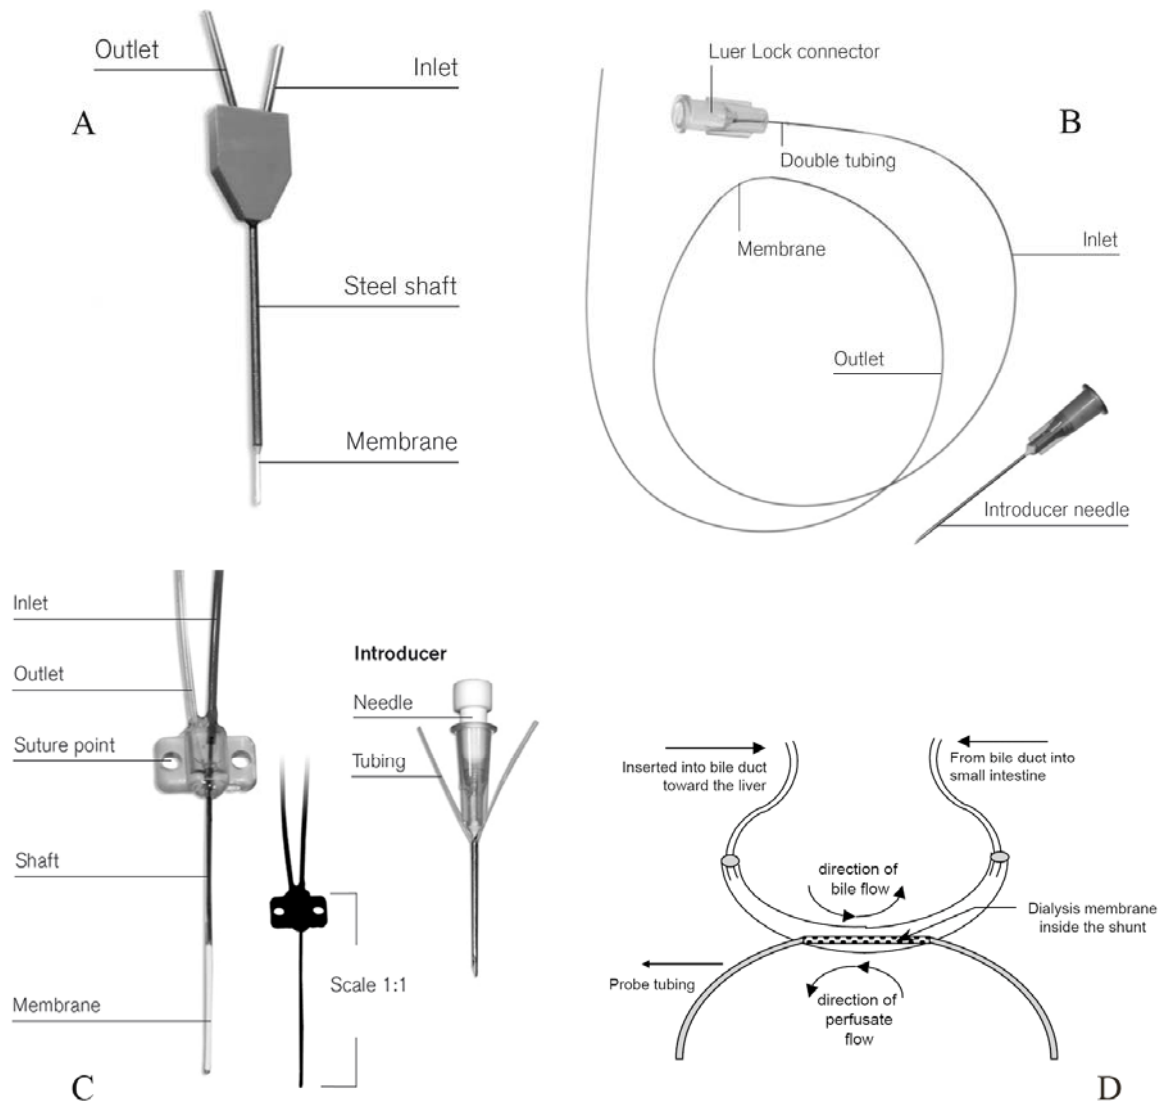 Outlet
Inlet
A
Steel shaft
Membrane
Luer Lock connector
B
Double tubing
Membrane
Inlet
Outlet
Introducer needle
Inlet
Outlet
Suture point
Shaft
Membrane
C
Introducer
Needle
Tubing
Scale 1:1
Inserted into bile duct
toward the liver
From bile duct into
small intestine
direction of
bile flow
Dialysis membrane
inside the shunt
Probe tubing
direction of
perfusate
flow
D